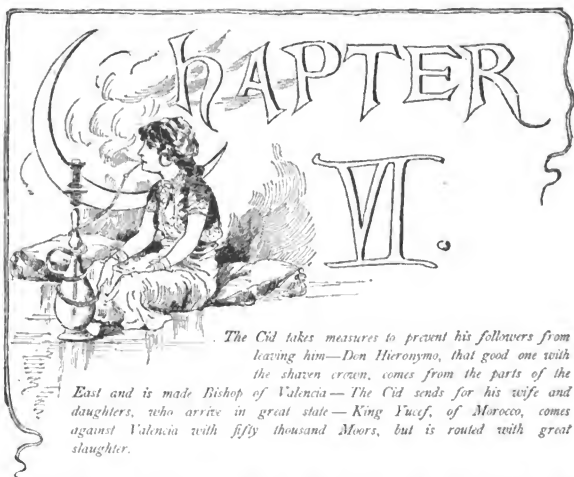 CHAPTER
VI.
The Cid takes measures to prevent his followers from
leaving him—Don Hieronymo, that good one with
the shaven crown, comes from the parts of the
East and is made Bishop of Valencia—The Cid sends for his wife and
daughters, who arrive in great state—King Yucef, of Morocco, comes
against Valencia with fifty thousand Moors, but is routed with great
slaughter.